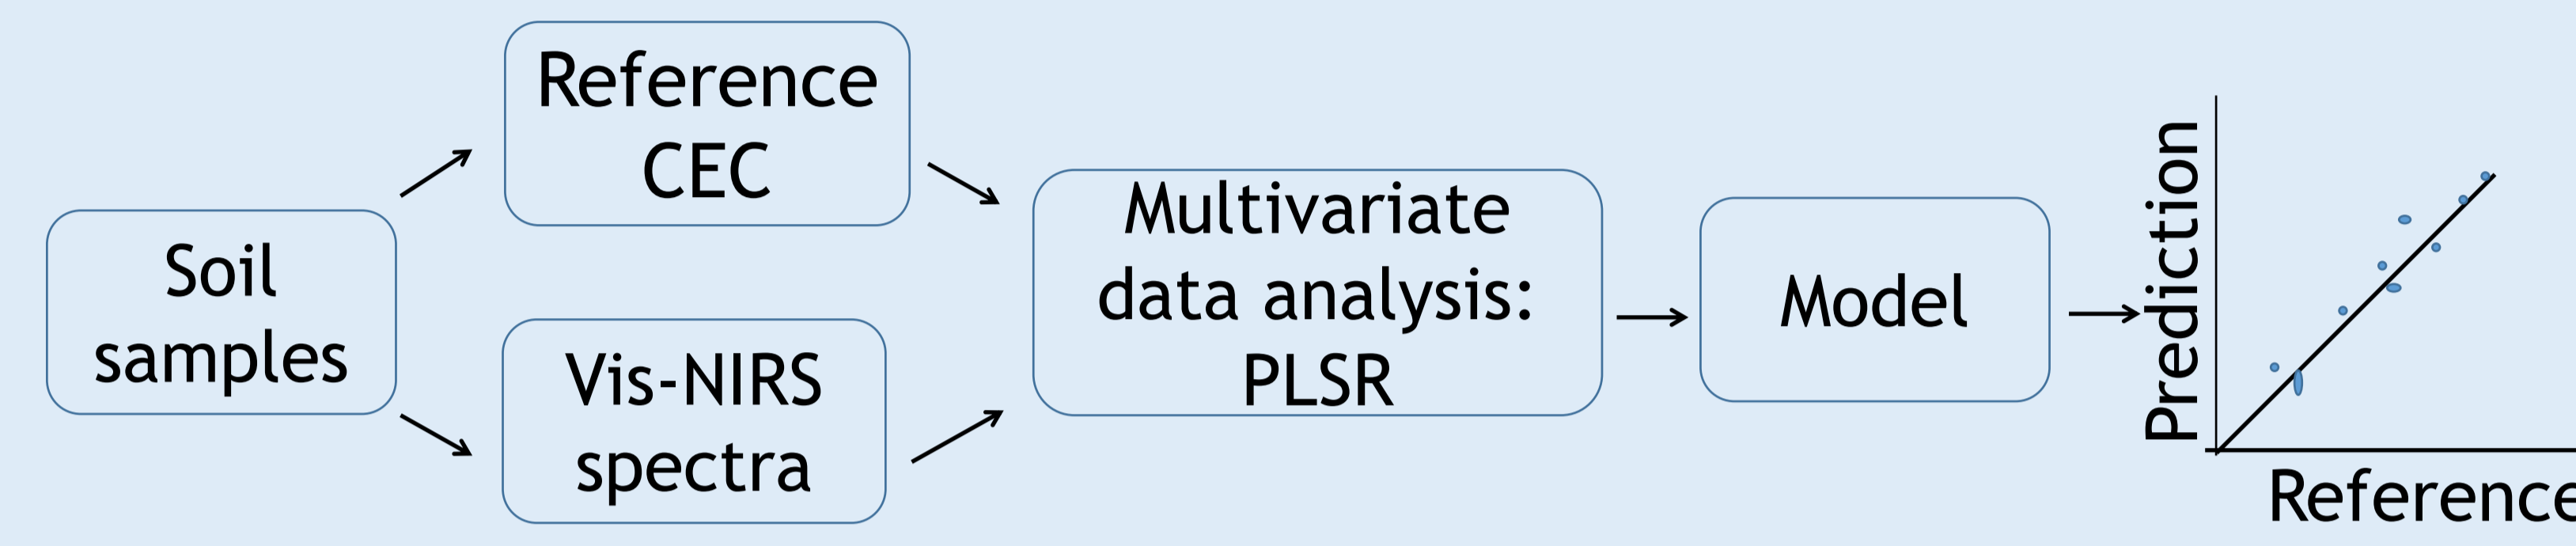 Soil
samples
Reference
CEC
Vis-NIRS
spectra
Multivariate
data analysis:
PLSR
Model
Prediction
Reference